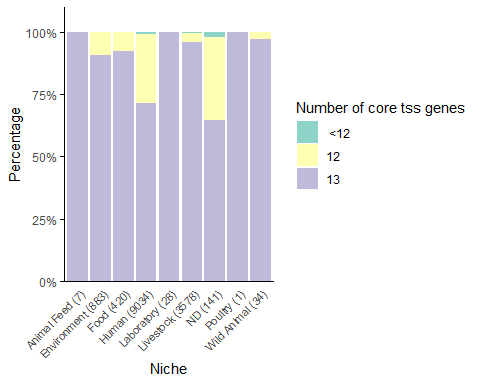 100%
75%
50%
25%
0%
Percentage
Animal Feed (7)
Environment (883)
Food (420)
Human (9034)
Laboratory (28)
Livestock (3578)
ND (141)
Poultry (1)
Wild Animal (34)
Niche
Number of core tss genes
<12
12
13